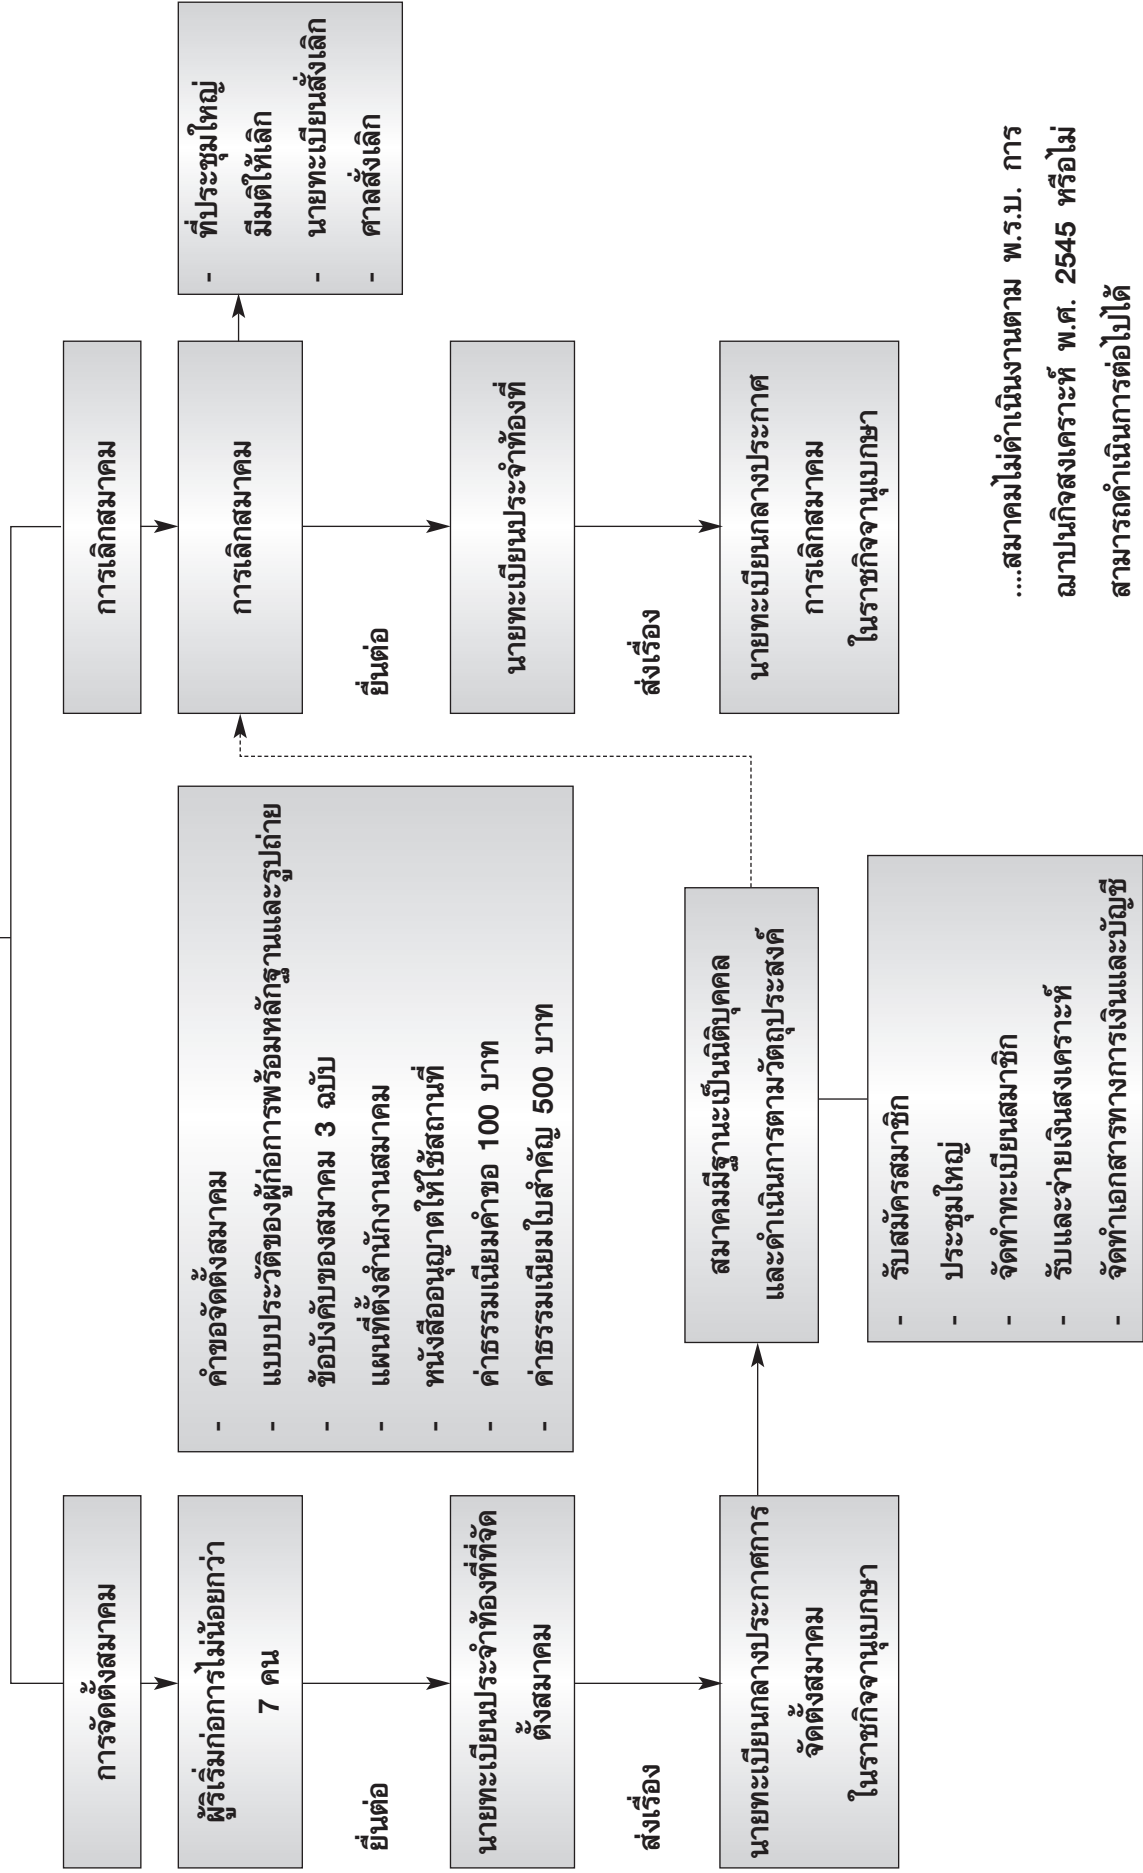 การจัดตั้งสมาคม
ผู้ริเริ่มก่อการไม่น้อยกว่า
7 คน
ยื่นต่อ
นายทะเบียนประจำท้องที่ที่จัด
ตั้งสมาคม
ส่งเรื่อง
นายทะเบียนกลางประกาศการ
จัดตั้งสมาคม
ในราชกิจจานุเบกษา
- คำขอจัดตั้งสมาคม
- แบบประวัติของผู้ก่อการพร้อมหลักฐานและรูปถ่าย
- ข้อบังคับของสมาคม 3 ฉบับ
- แผนที่ตั้งสำนักงานสมาคม
- หนังสืออนุญาตให้ใช้สถานที่
- ค่าธรรมเนียมคำขอ 100 บาท
- ค่าธรรมเนียมใบสำคัญ 500 บาท
สมาคมมีฐานะเป็นนิติบุคคล
และดำเนินการตามวัตถุประสงค์
- รับสมัครสมาชิก
- ประชุมใหญ่
- จัดทำทะเบียนสมาชิก
- รับและจ่ายเงินสงเคราะห์
- จัดทำเอกสารทางการเงินและบัญชี
การเลิกสมาคม
การเลิกสมาคม
ยื่นต่อ
นายทะเบียนประจำท้องที่
ส่งเรื่อง
นายทะเบียนกลางประกาศ
การเลิกสมาคม
ในราชกิจจานุเบกษา
- ที่ประชุมใหญ่
มีมติให้เลิก
- นายทะเบียนสั่งเลิก
- ศาลสั่งเลิก
....สมาคมไม่ดำเนินงานตาม พ.ร.บ. การ
ฌาปนกิจสงเคราะห์ พ.ศ. 2545 หรือไม่
สามารถดำเนินการต่อไปได้